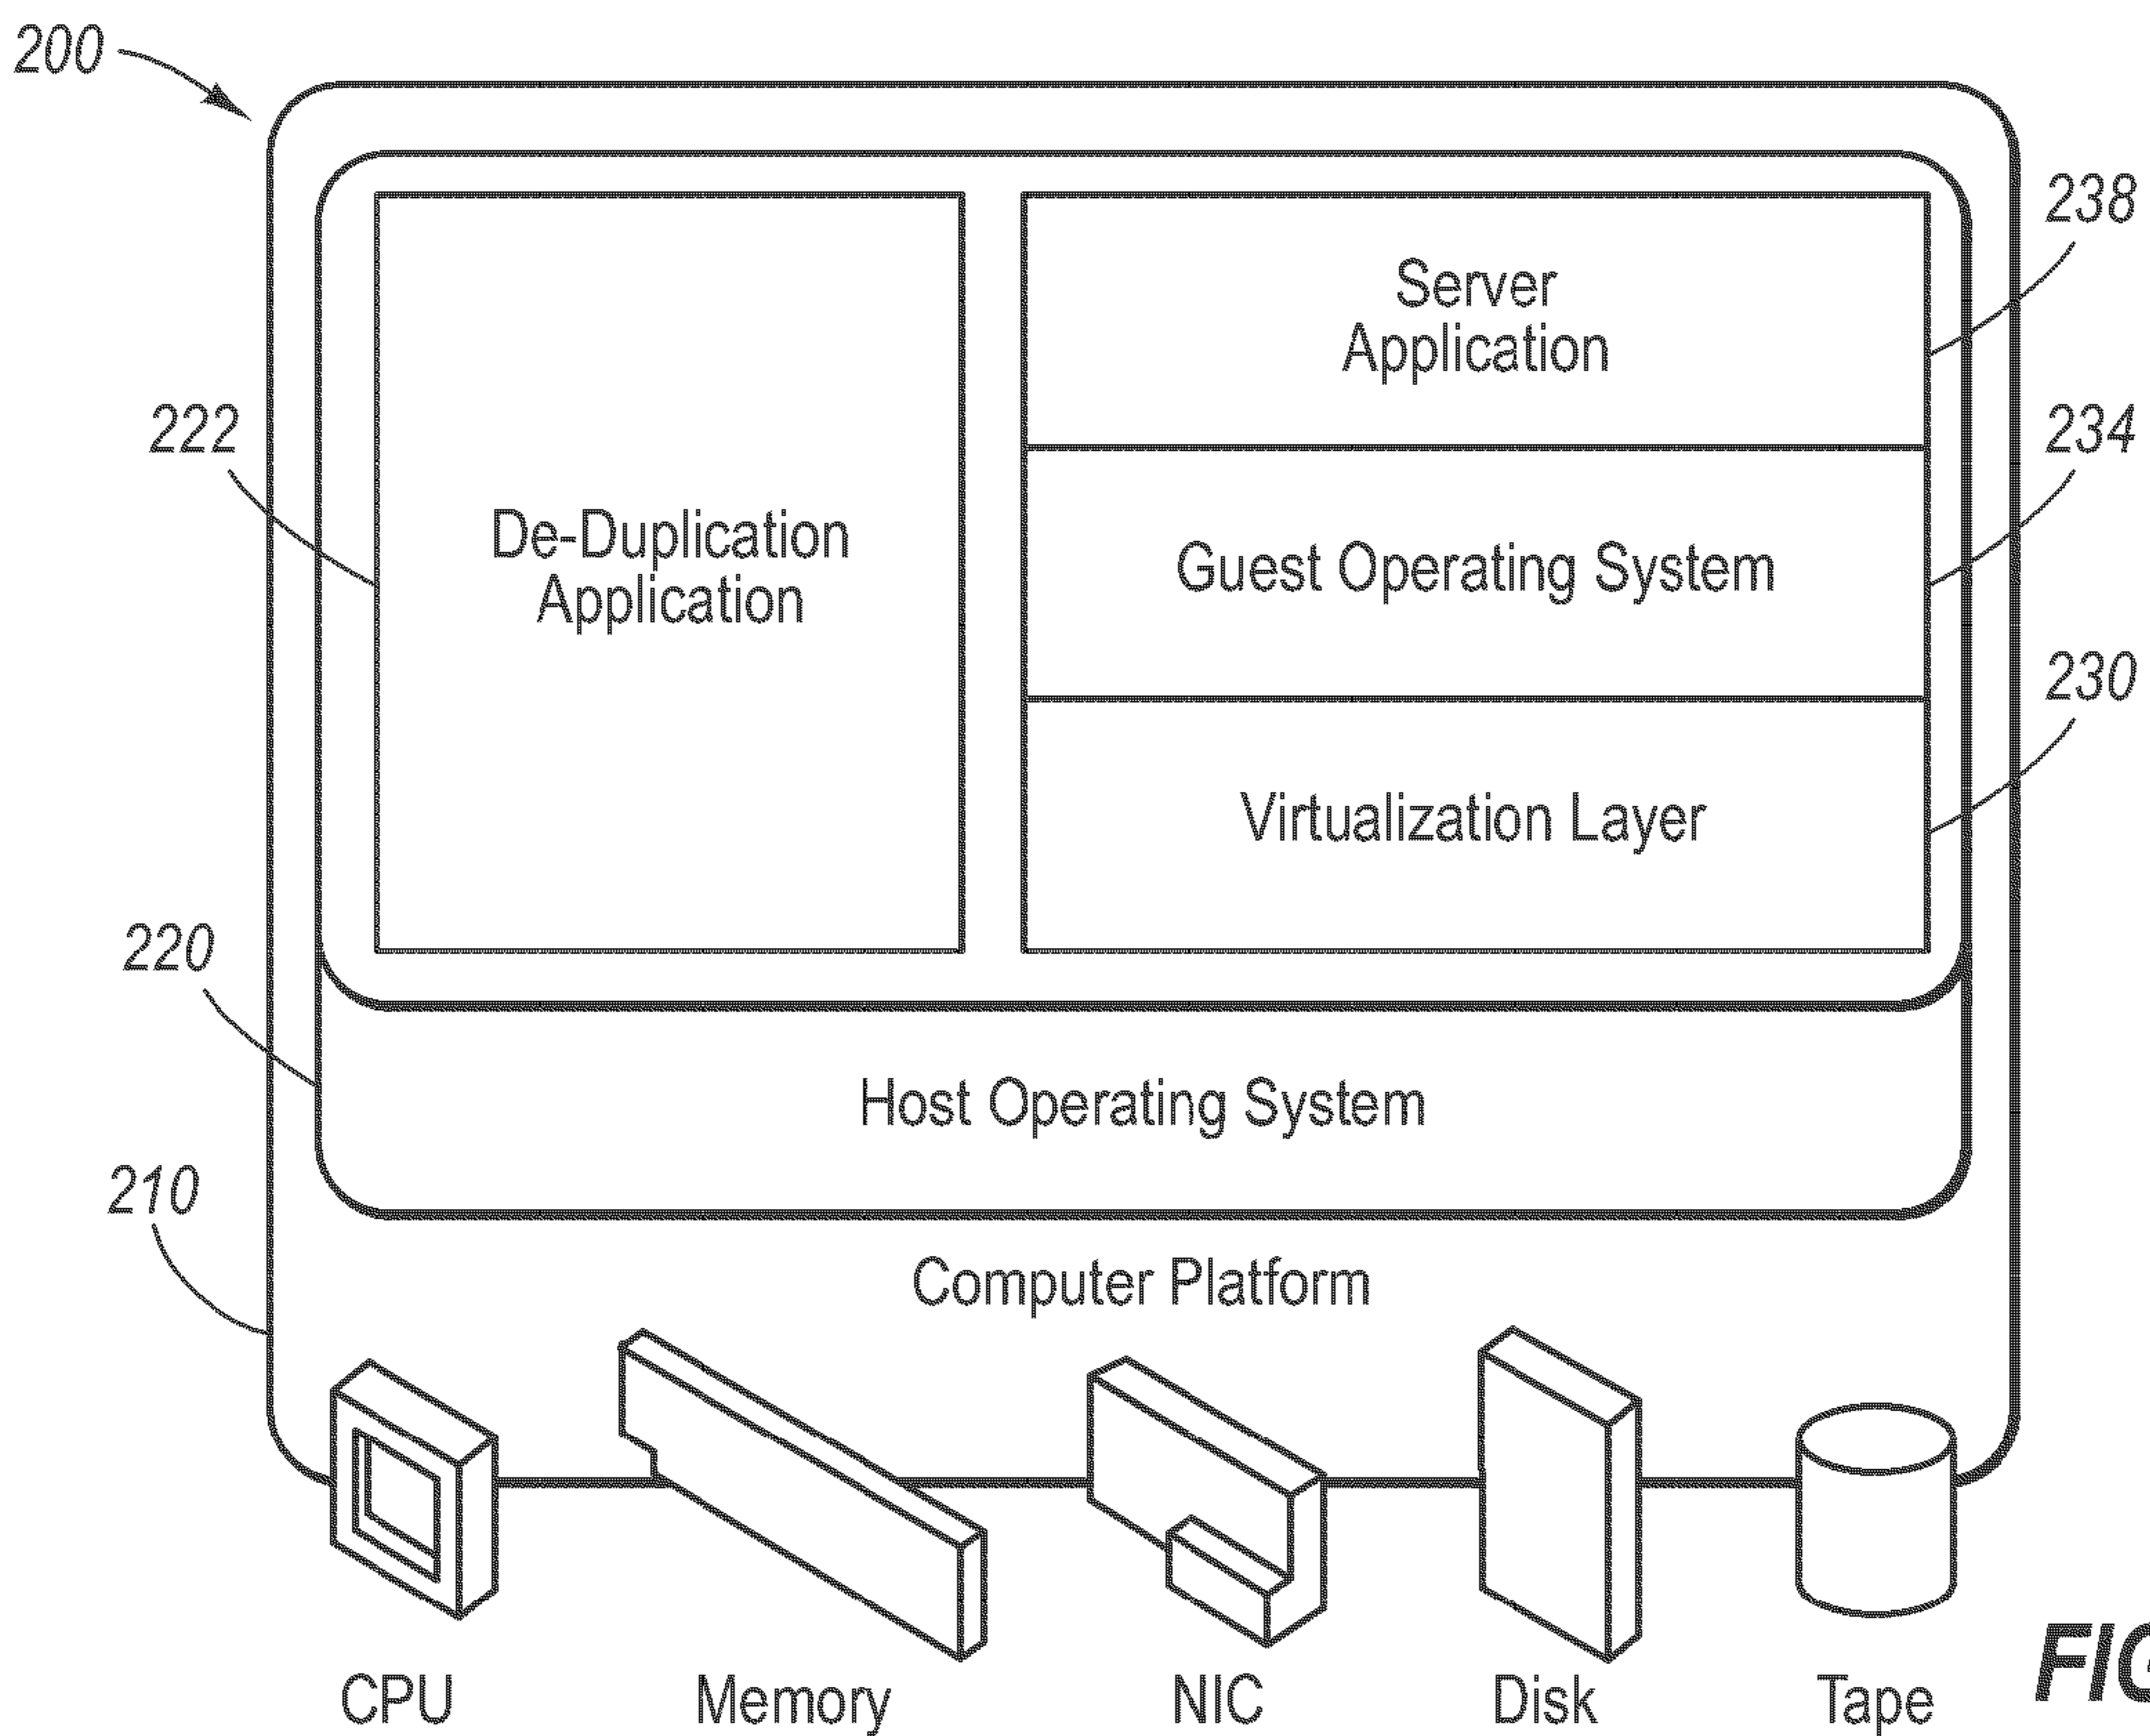 200
238
Server
Application
222
234
De-Duplication
Application
Guest Operating System
230
Virtualization Layer
220
Host Operating System
210
Computer Platform
CPU
Memory
NIC
Disk
Tape